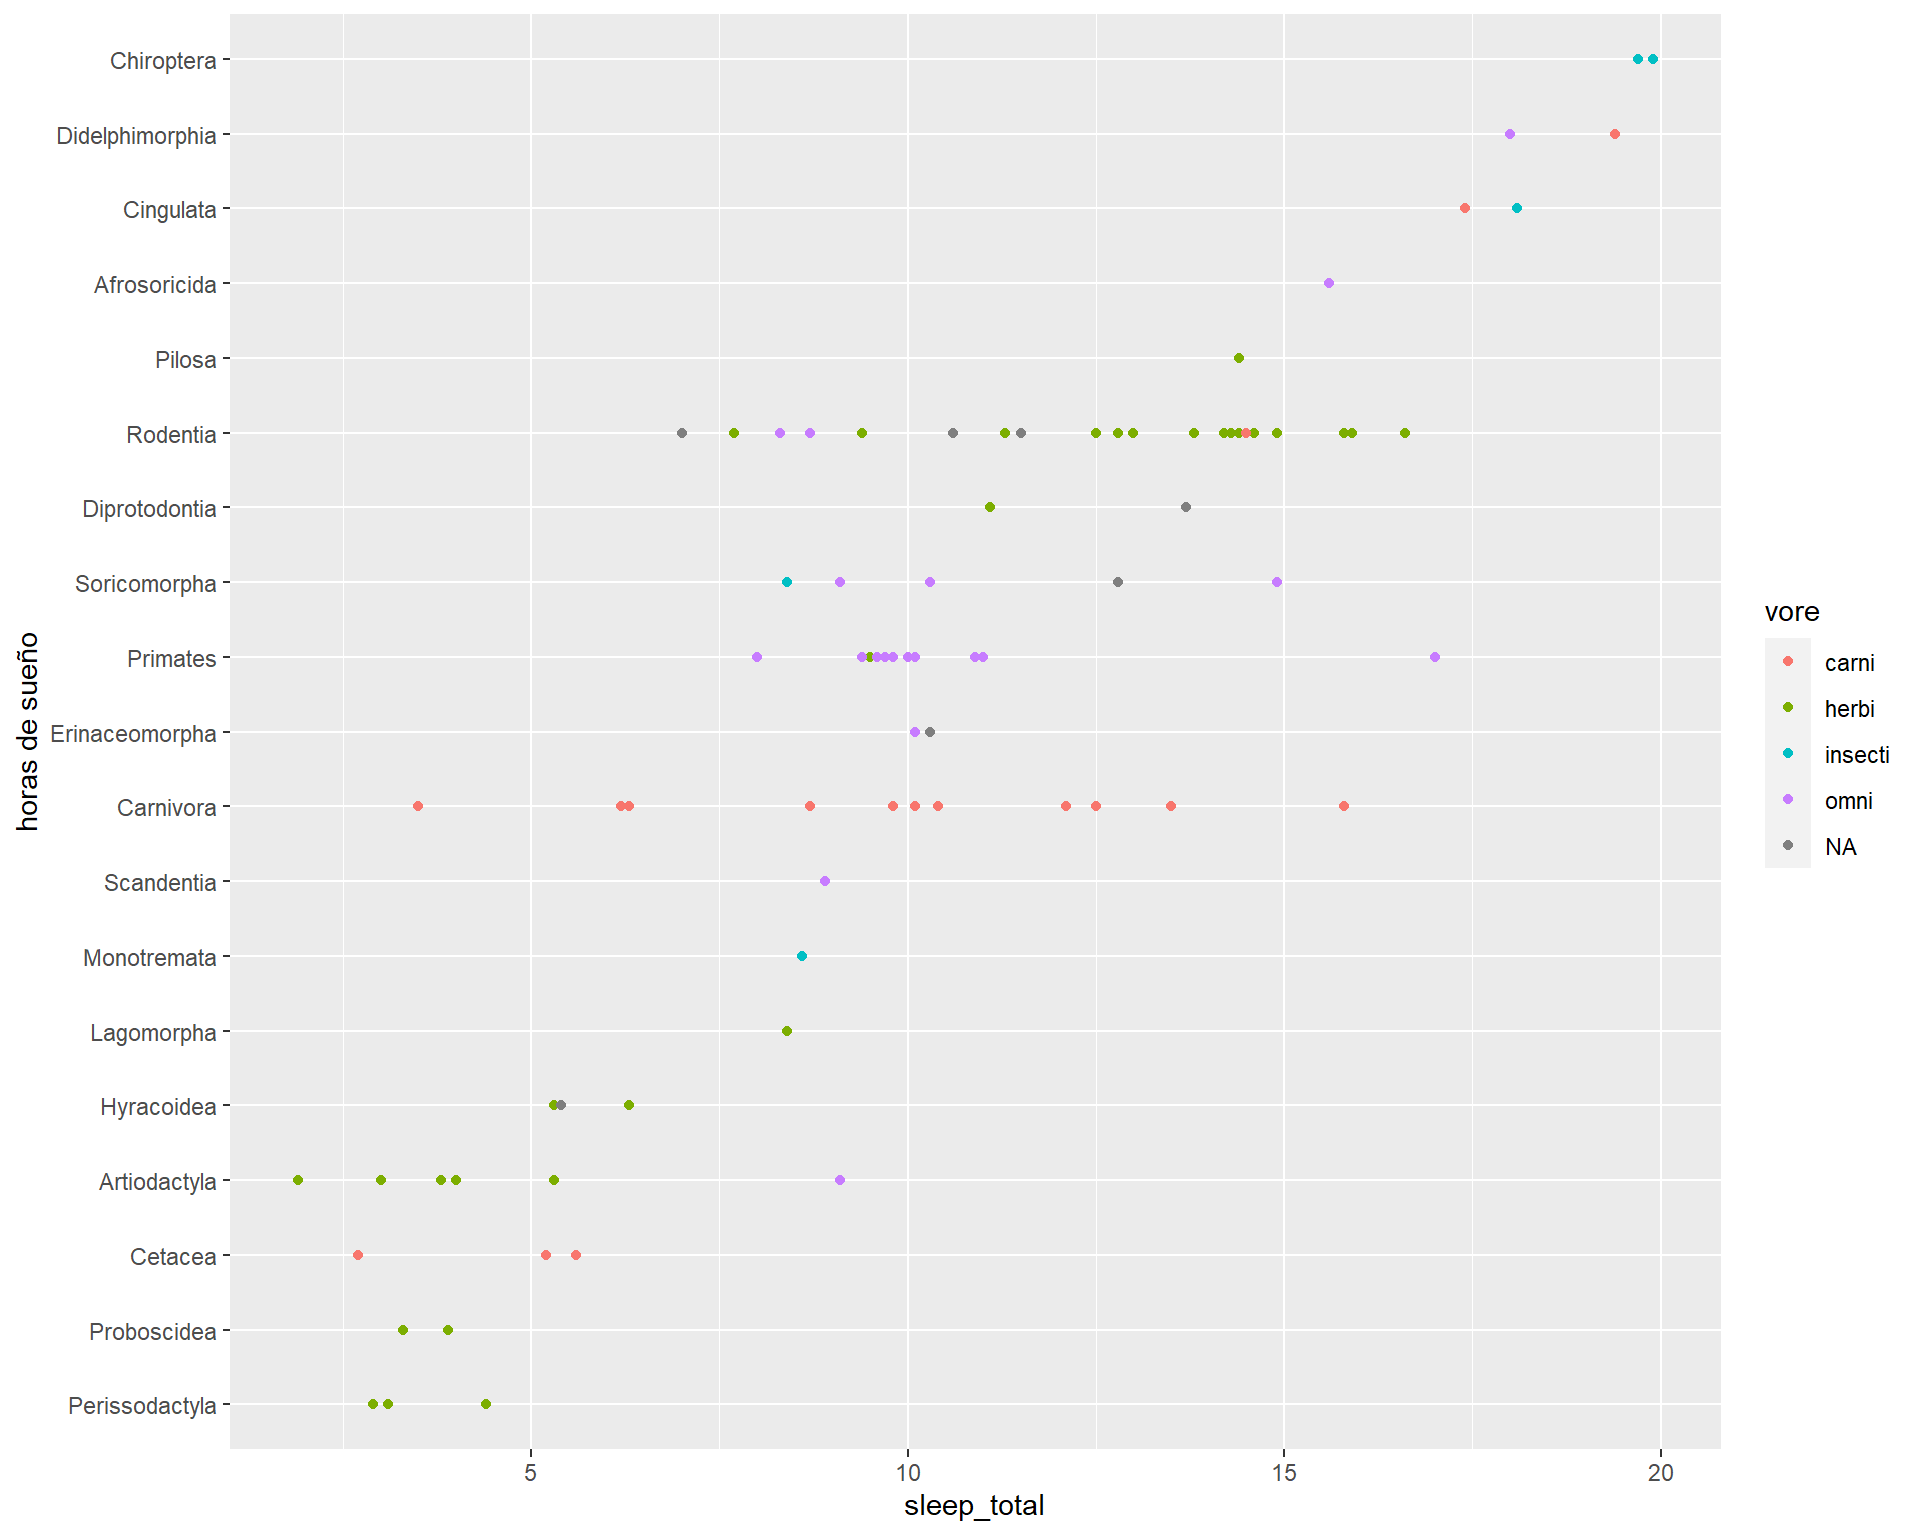 Chiroptera
Didelphimorphia
Cingulata
Afrosoricida
Pilosa
Rodentia
Diprotodontia
Soricomorpha
Primates
Erinaceomorpha
Carnivora
Scandentia
Monotremata
Lagomorpha
Hyracoidea
Artiodactyla
Cetacea
Proboscidea
Perissodactyla
horas de sueño
5 10 15 20
sleep_total
vore
carni
herbi
insecti
omni
NA